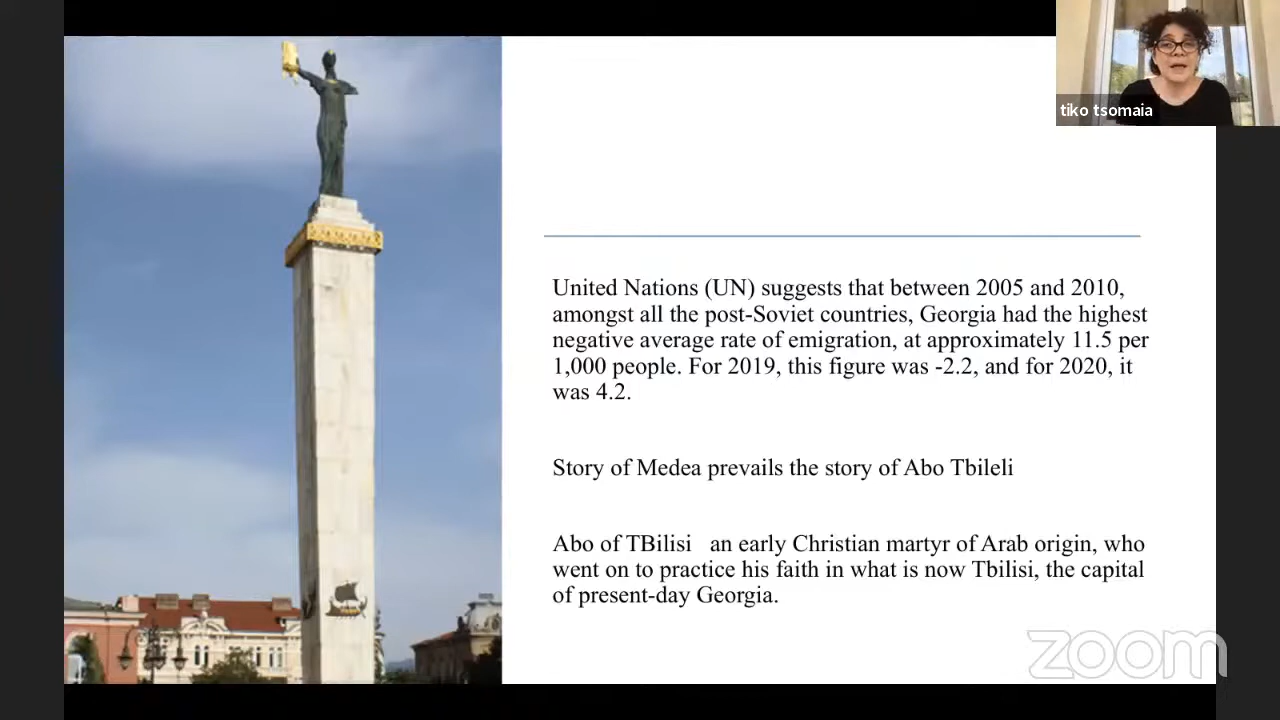 tiko tsomaia
United Nations (UN) suggests that between 2005 and 2010,
amongst all the post-Soviet countries, Georgia had the highest
negative average rate of emigration, at approximately 11.5 per
1,000 people. For 2019, this figure was -2.2, and for 2020, it
was 4.2.
Story of Medea prevails the story of Abo Tbileli
Abo of TBilisi   an early Christian martyr of Arab origin, who
went on to practice his faith in what is now Tbilisi, the capital
of present-day Georgia.
zoom